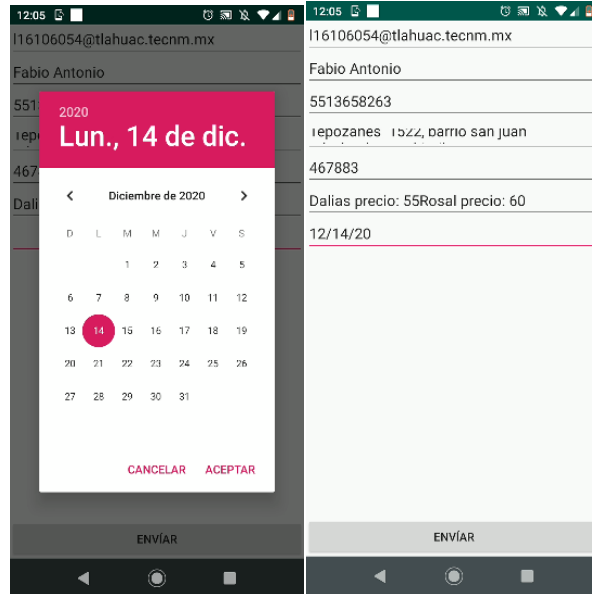 12:05
l16106054@tlahuac.tecnm.mx
Fabio Antonio
551
2020
Lun., 14 de dic.
467
Dali
Diciembre de 2020
D L M M J V S
1 2 3 4 5
6 7 8 9 10 11 12
13 14 15 16 17 18 19
20 21 22 23 24 25 26
27 28 29 30 31
CANCELAR ACEPTAR
ENVÍAR
12:05
l16106054@tlahuac.tecnm.mx
Fabio Antonio
5513658263
Tepozanes 1522, barrio san juan
467883
Dalias precio: 55Rosal precio: 60
12/14/20
ENVÍAR